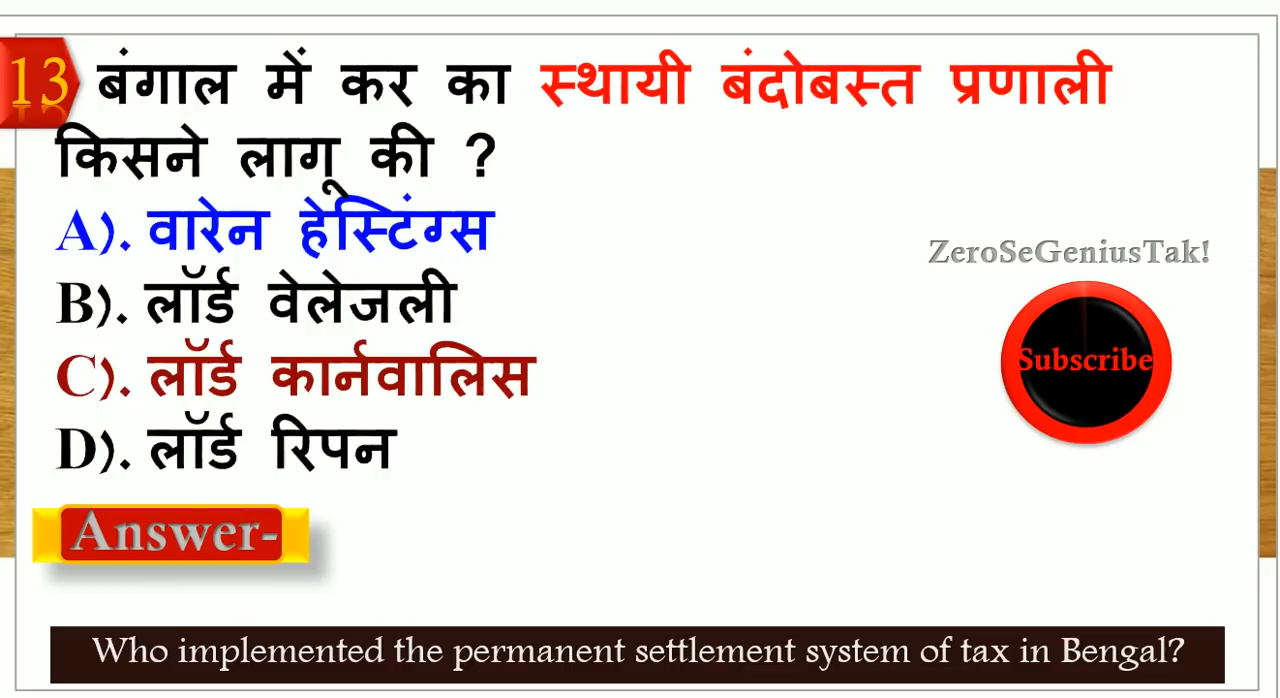 13 बंगाल में कर का स्थायी बंदोबस्त प्रणाली
किसने लागू की ?
A). वारेन हेस्टिंग्स
B). लॉर्ड वेलेजली
C). लॉर्ड कार्नवालिस
D). लॉर्ड रिपन
ZeroSeGeniusTak!
Subscribe
Answer-
Who implemented the permanent settlement system of tax in Bengal?